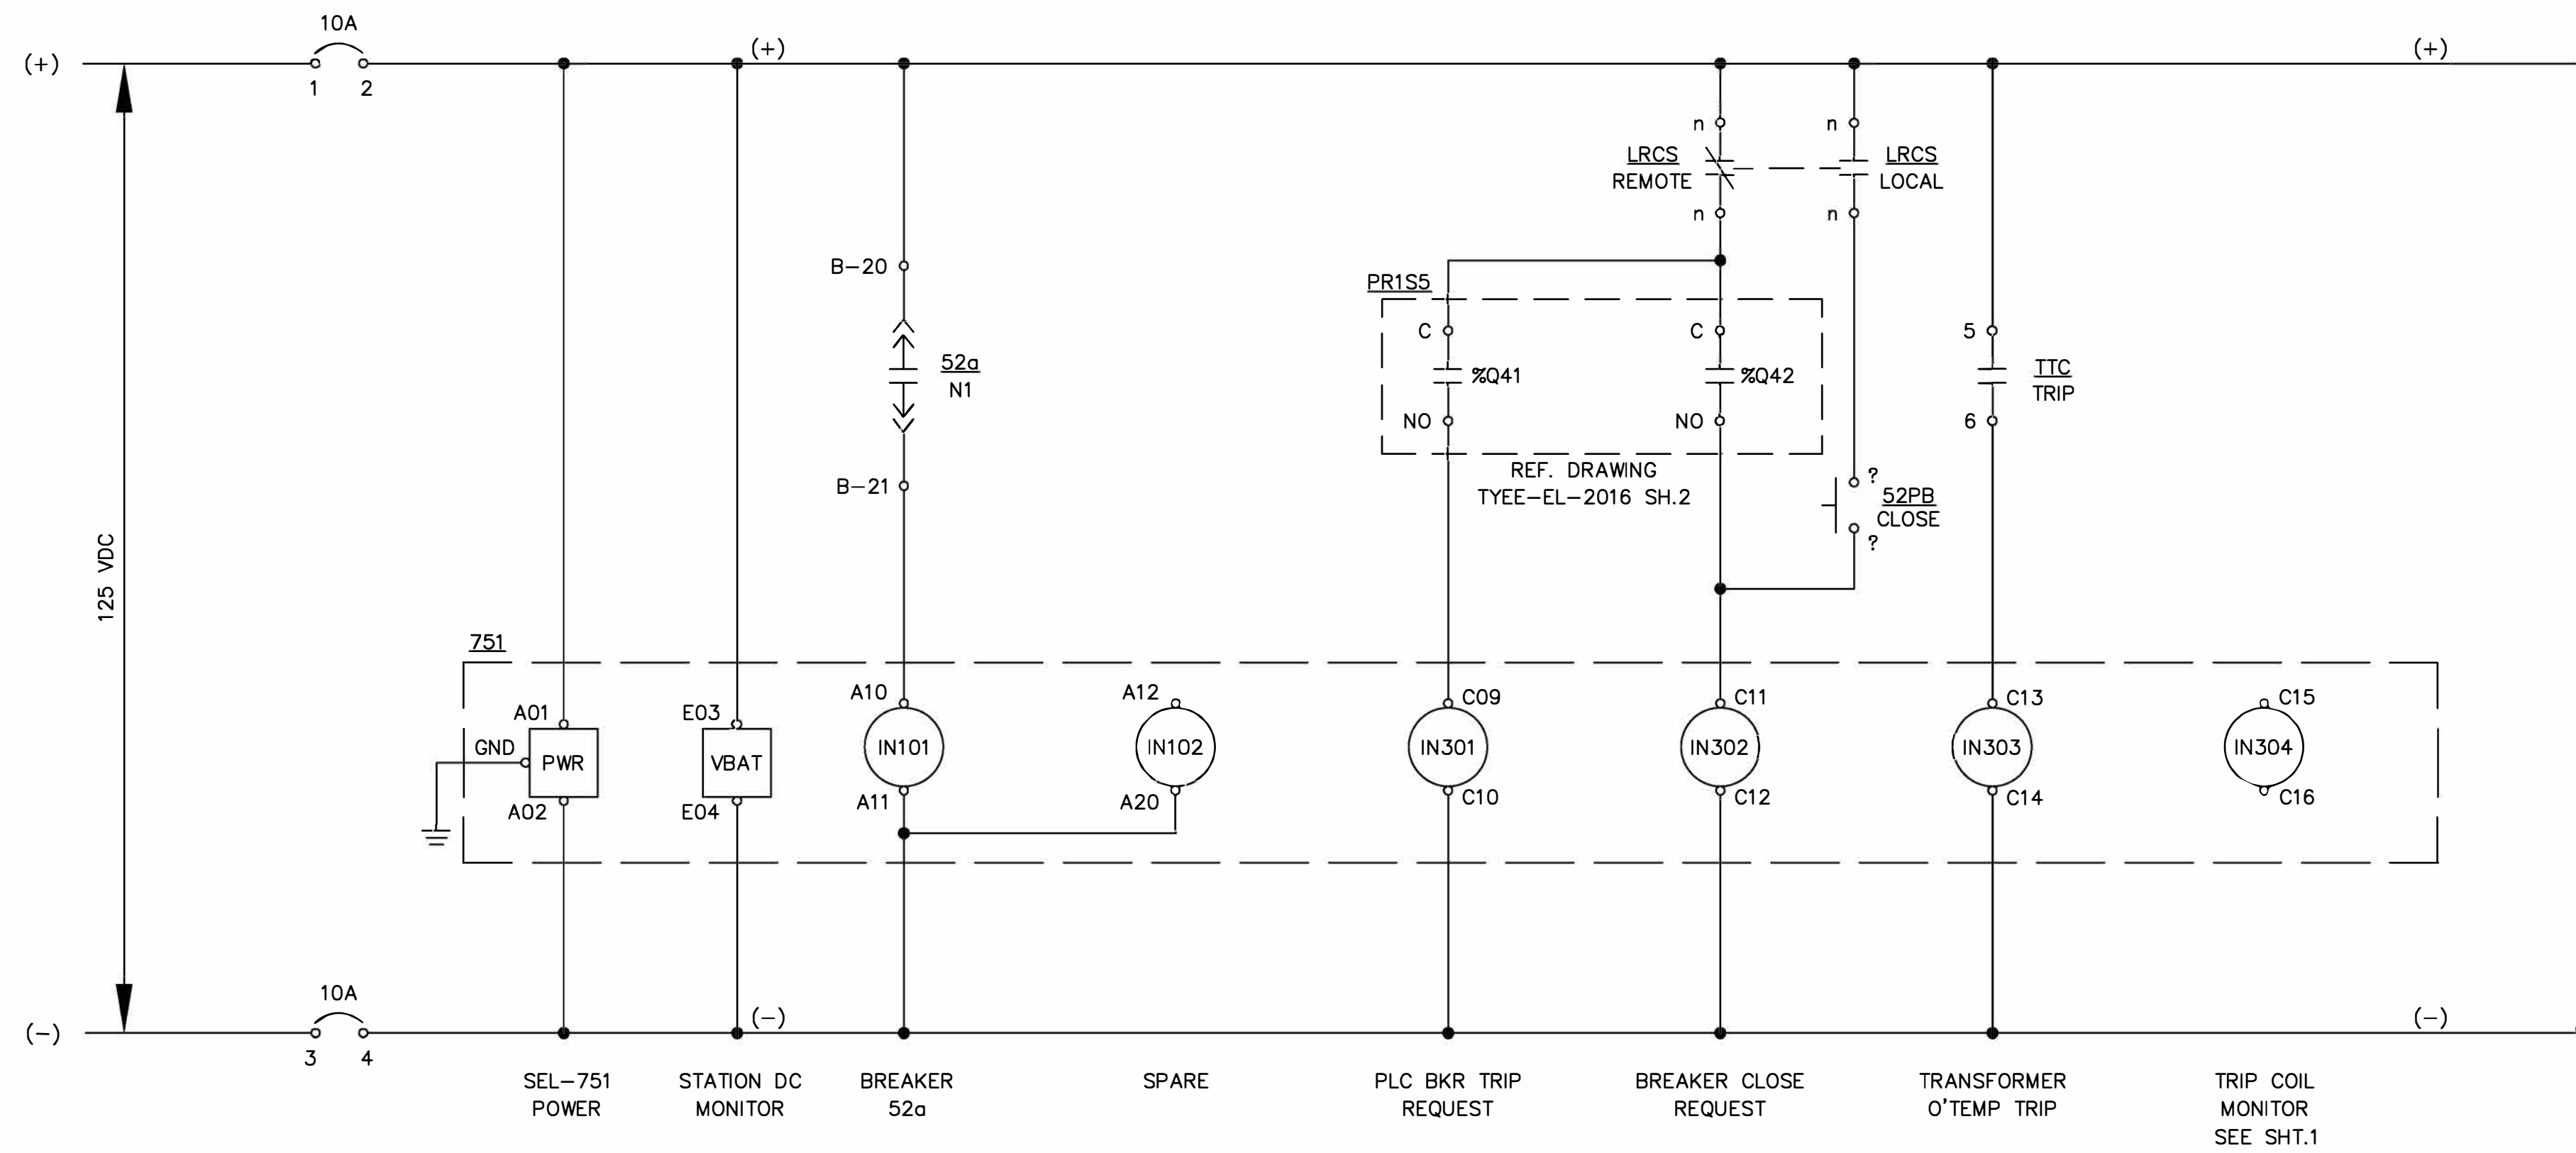 10A
(+)
(+)
(+)
1
2
n
n
LRCS
REMOTE
LRCS
LOCAL
n
n
B-20
PR1S5
C
C
5
52a
N1
%Q41
%Q42
TTC
TRIP
NO
NO
6
REF. DRAWING
TYEE-EL-2016 SH.2
B-21
?
52PB
CLOSE
?
125 VDC
751
A01
E03
A10
A12
C09
C11
C13
C15
GND
PWR
VBAT
IN101
IN102
IN301
IN302
IN303
IN304
A02
E04
A11
A20
C10
C12
C14
C16
10A
(-)
(-)
(-)
3
4
SEL-751
POWER
STATION DC
MONITOR
BREAKER
52a
SPARE
PLC BKR TRIP
REQUEST
BREAKER CLOSE
REQUEST
TRANSFORMER
O'TEMP TRIP
TRIP COIL
MONITOR
SEE SHT.1